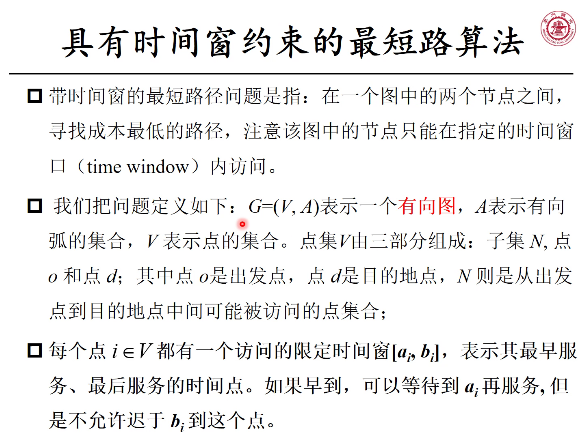 具有时间窗约束的最短路算法
带时间窗的最短路径问题是指：在一个图中的两个节点之间，
寻找成本最低的路径，注意该图中的节点只能在指定的时间窗
口（time window）内访问。
我们把问题定义如下：G=(V, A)表示一个有向图，A表示有向
弧的集合，V 表示点的集合。点集V由三部分组成：子集 N, 点
o 和点 d；其中点 o是出发点，点 d是目的地点，N 则是从出发
点到目的地点中间可能被访问的点集合；
每个点 i ∈ V 都有一个访问的限定时间窗[ai, bi]，表示其最早服
务、最后服务的时间点。如果早到，可以等待到 ai 再服务, 但
是不允许迟于 bi 到这个点。